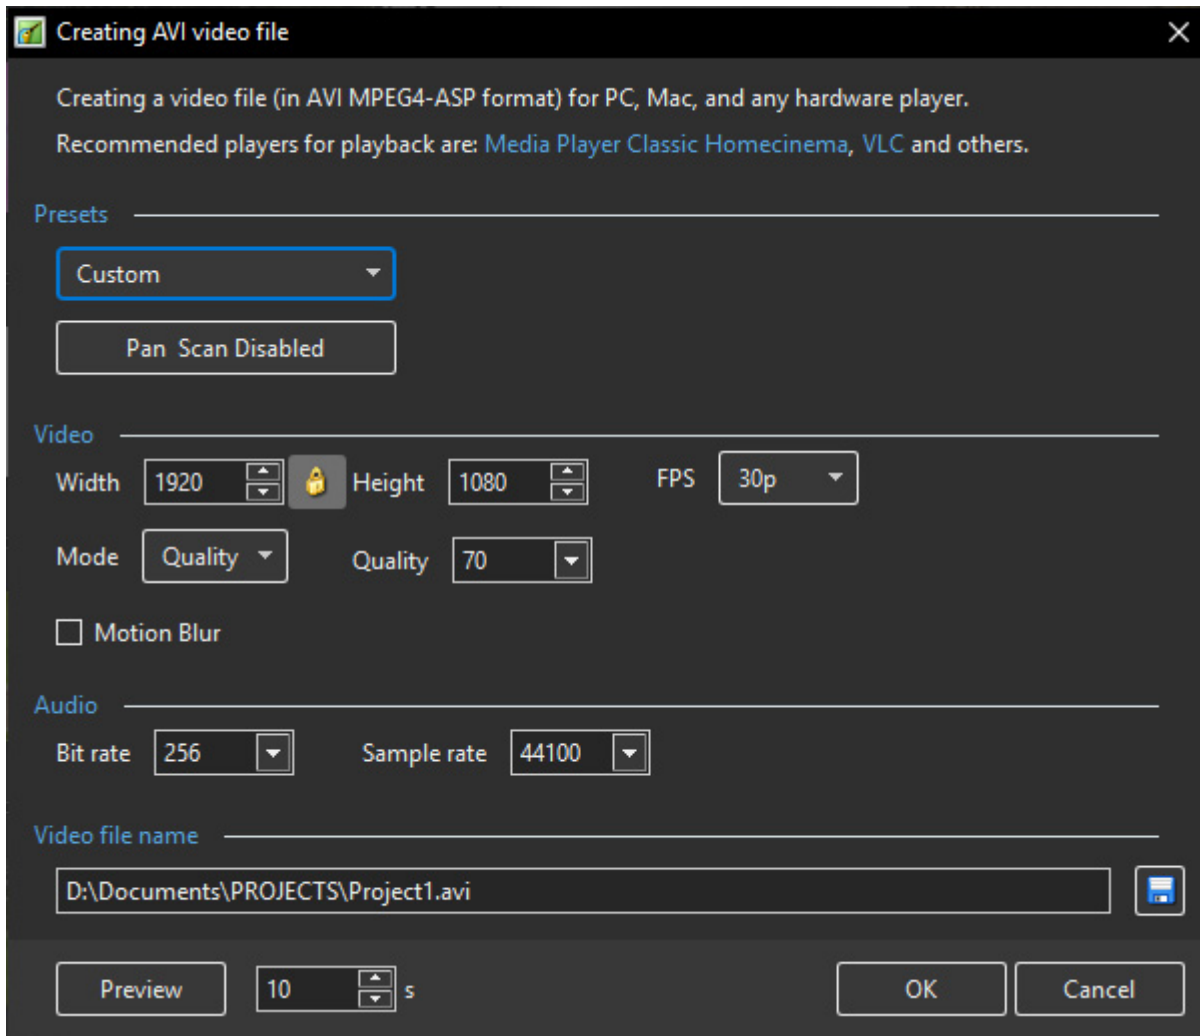 Creating AVI video file
Creating a video file (in AVI MPEG4-ASP format) for PC, Mac, and any hardware player.
Recommended players for playback are: Media Player Classic Homecinema, VLC and others.
Presets
Custom
Pan Scan Disabled
Video
Width 1920 Height 1080 FPS 30p
Mode Quality Quality 70
Motion Blur
Audio
Bit rate 256 Sample rate 44100
Video file name
D:\Documents\PROJECTS\Project1.avi
Preview 10 s OK Cancel